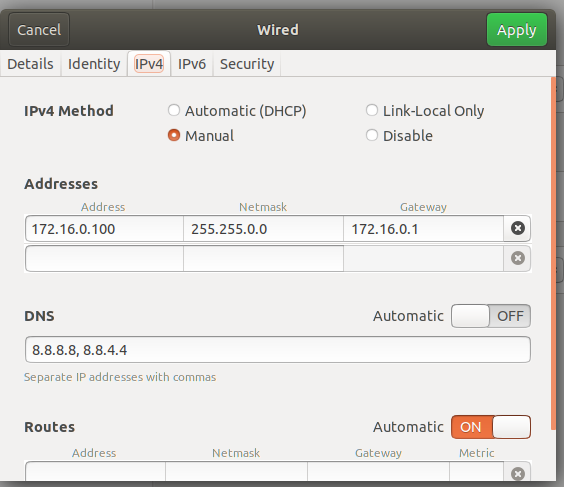 Cancel Wired Apply
Details Identity IPv4 IPv6 Security
IPv4 Method Automatic (DHCP) Link-Local Only
Manual Disable
Addresses
Address Netmask Gateway
172.16.0.100 255.255.0.0 172.16.0.1
DNS Automatic OFF
8.8.8.8, 8.8.4.4
Separate IP addresses with commas
Routes Automatic ON
Address Netmask Gateway Metric